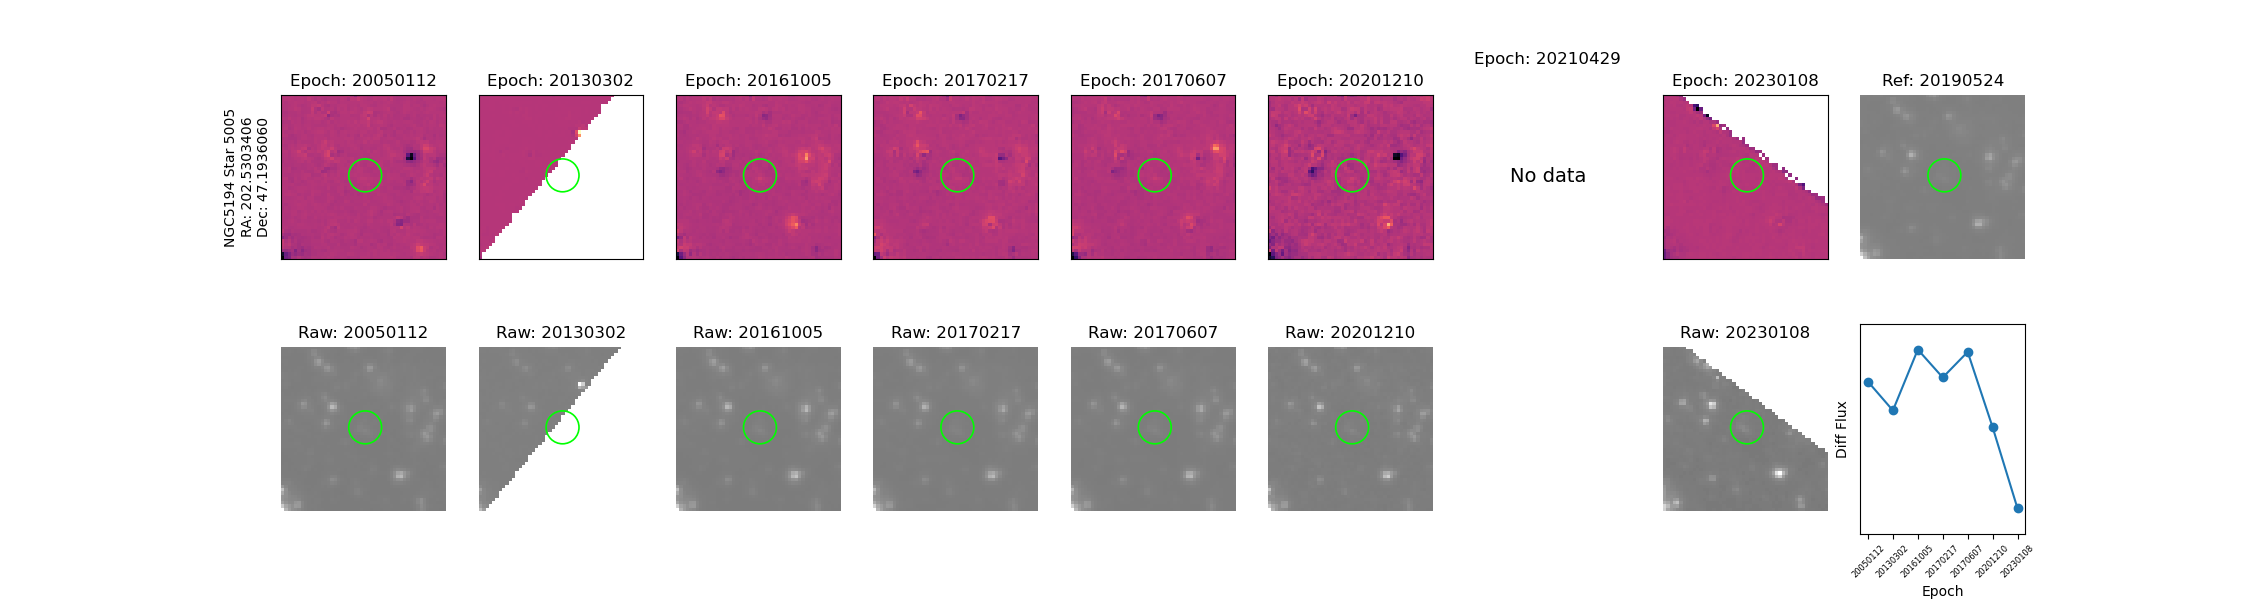 NGC5194 Star 5005
RA: 202.5303406
Dec: 47.1936060
Epoch: 20050112
Epoch: 20130302
Epoch: 20161005
Epoch: 20170217
Epoch: 20170607
Epoch: 20201210
Epoch: 20210429
No data
Epoch: 20230108
Ref: 20190524
Raw: 20050112
Raw: 20130302
Raw: 20161005
Raw: 20170217
Raw: 20170607
Raw: 20201210
Raw: 20230108
Diff Flux
20050112
20130302
20161005
20170217
20170607
20201210
20230108
Epoch